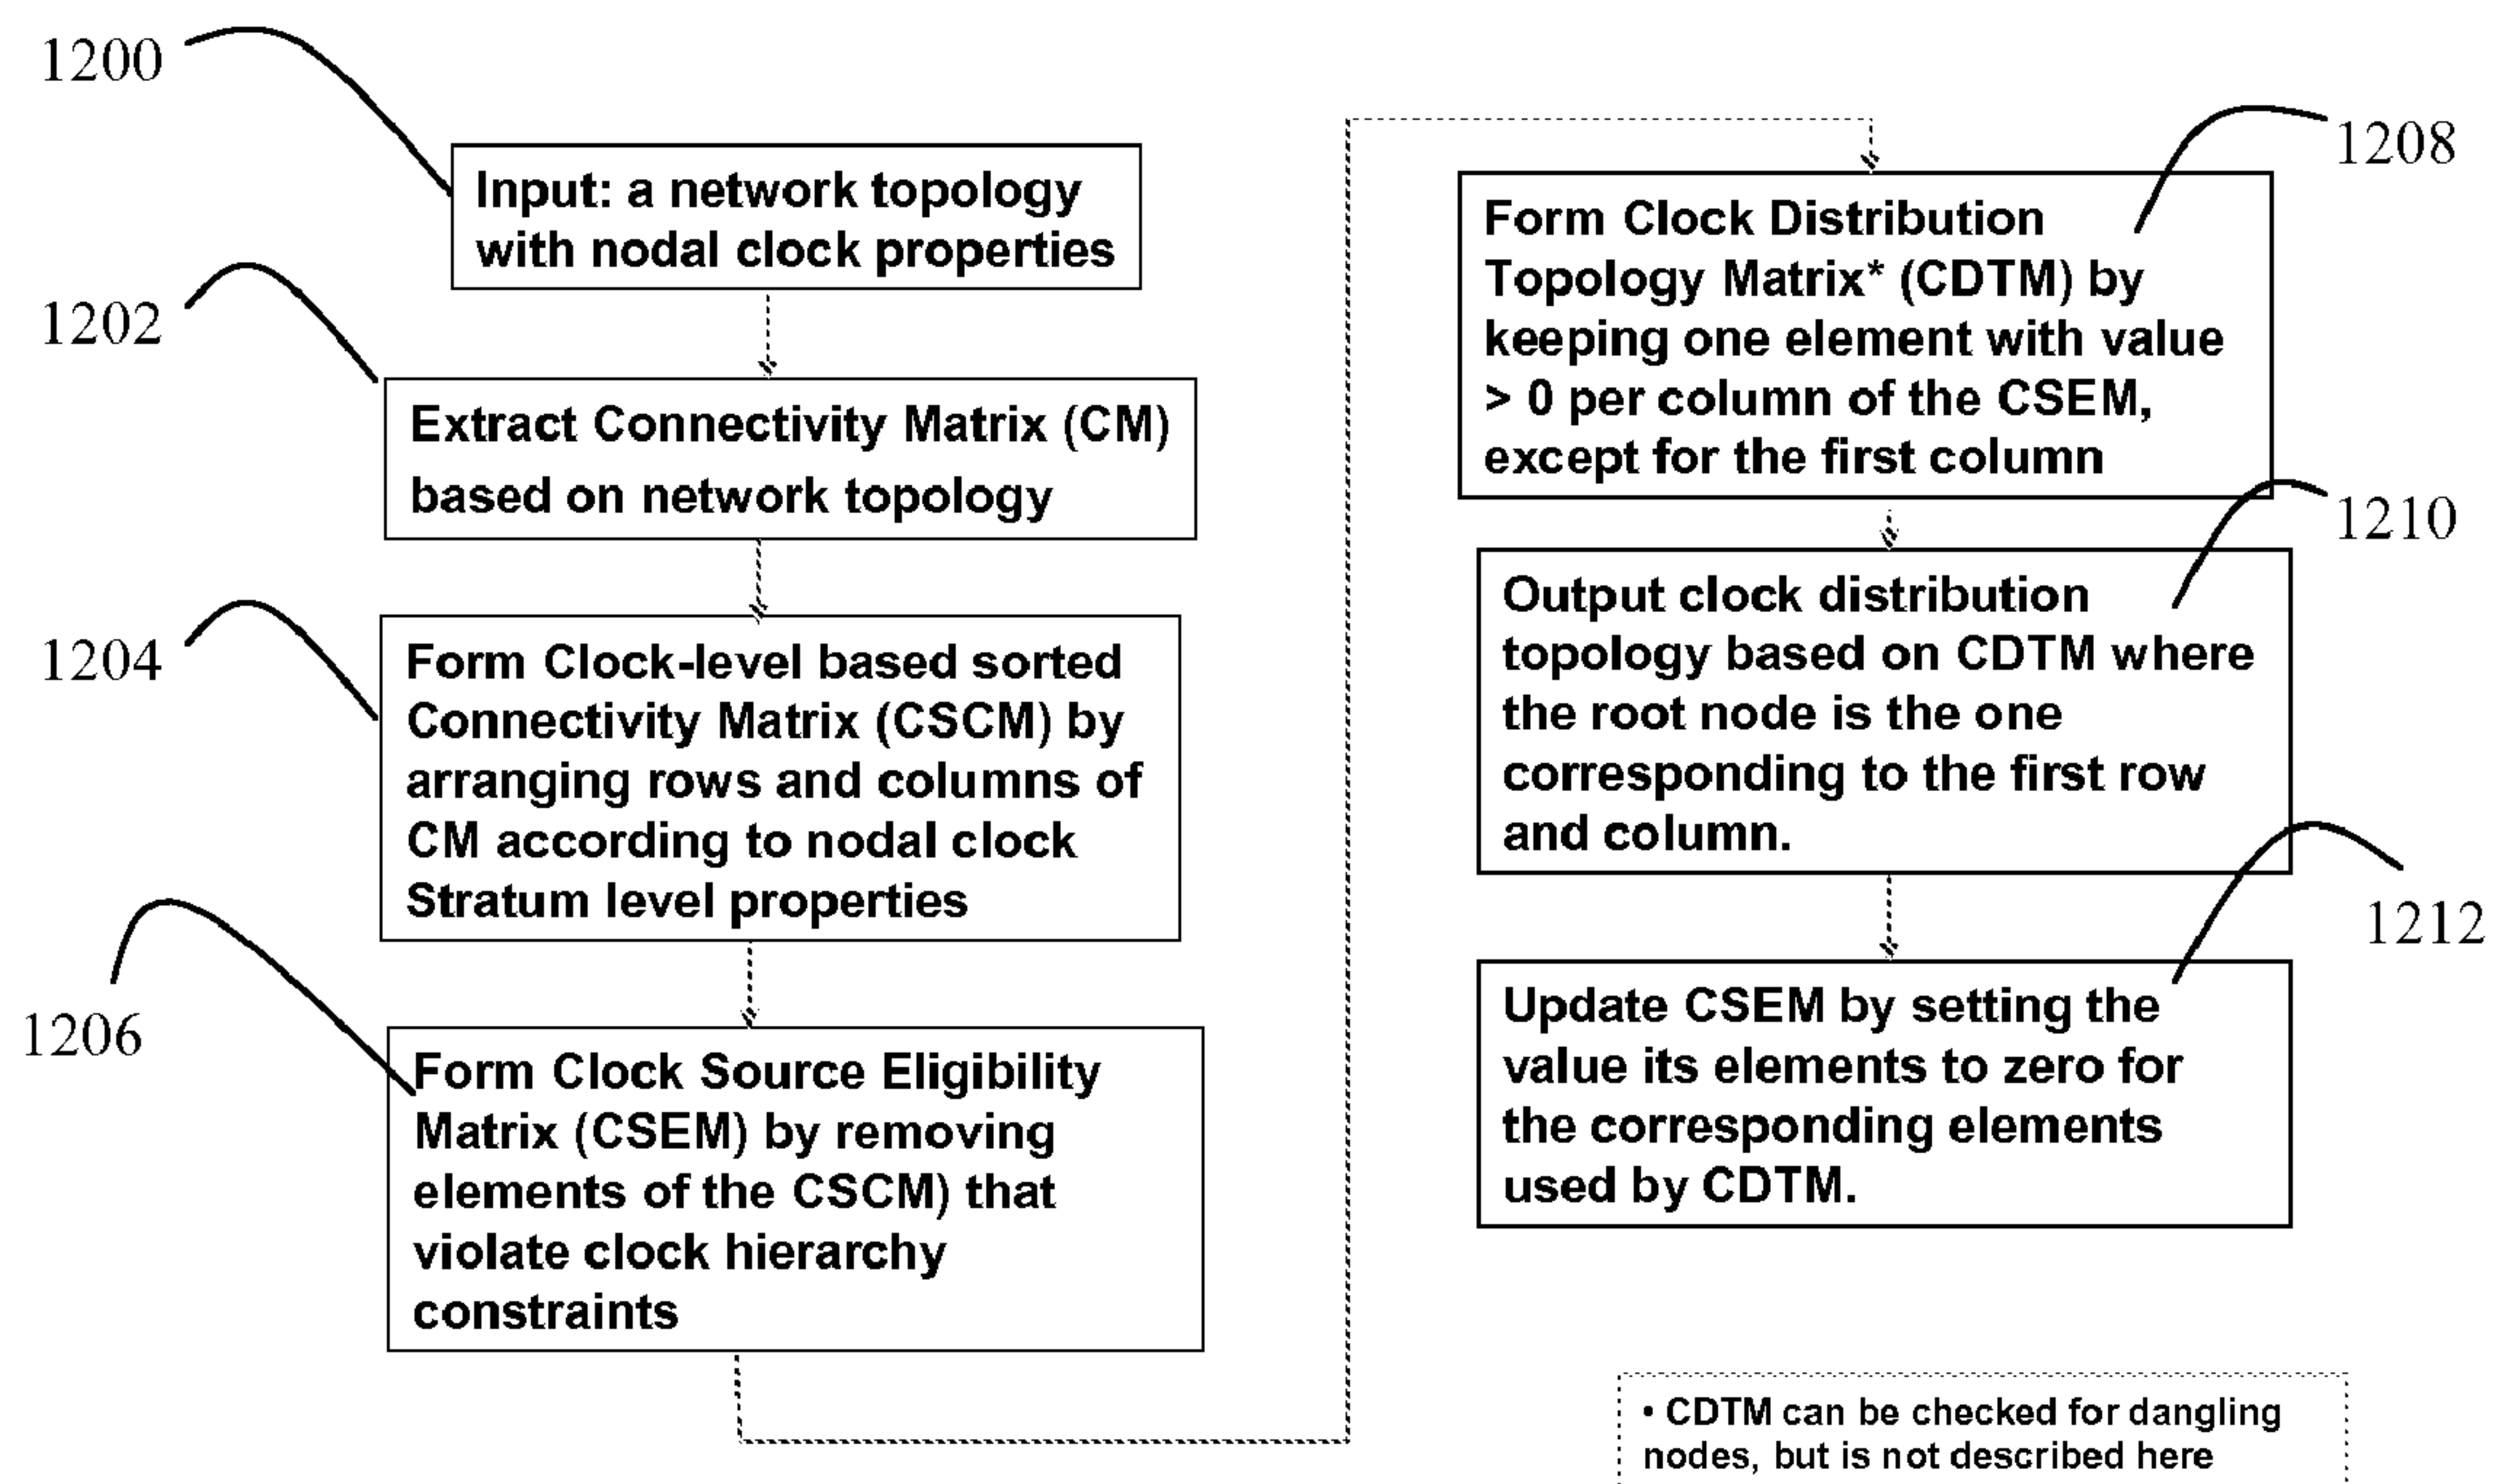 1200
Input: a network topology
with nodal clock properties
1202
Extract Connectivity Matrix (CM)
based on network topology
1204
Form Clock-level based sorted
Connectivity Matrix (CSCM) by
arranging rows and columns of
CM according to nodal clock
Stratum level properties
1206
Form Clock Source Eligibility
Matrix (CSEM) by removing
elements of the CSCM) that
violate clock hierarchy
constraints
1208
Form Clock Distribution
Topology Matrix* (CDTM) by
keeping one element with value
> 0 per column of the CSEM,
except for the first column
1210
Output clock distribution
topology based on CDTM where
the root node is the one
corresponding to the first row
and column.
1212
Update CSEM by setting the
value its elements to zero for
the corresponding elements
used by CDTM.
• CDTM can be checked for dangling
nodes, but is not described here